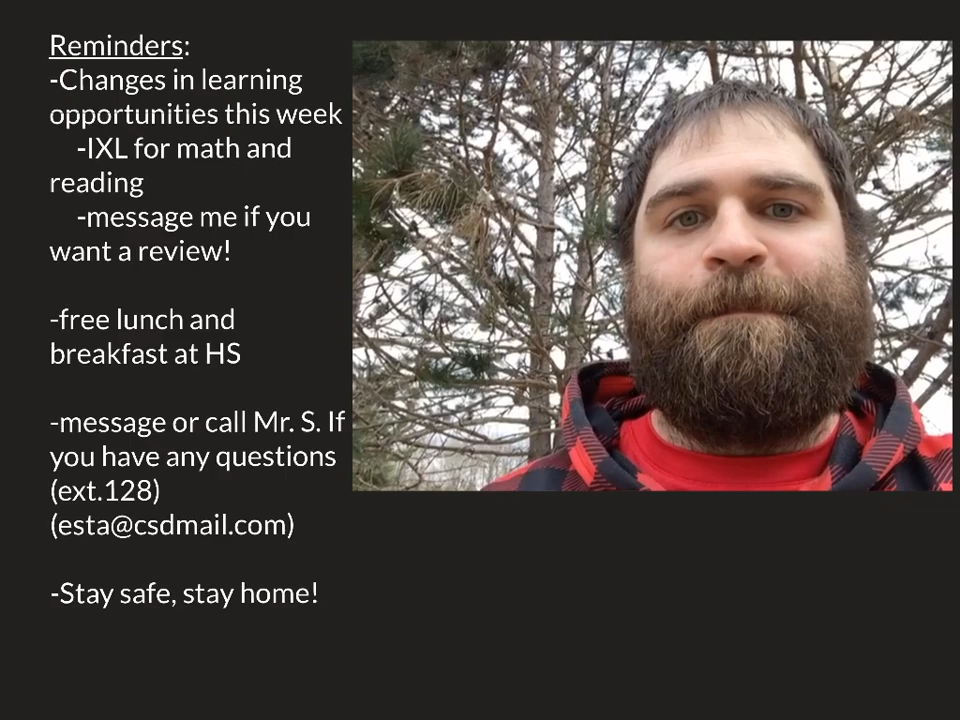 Reminders:
-Changes in learning
opportunities this week
-IXL for math and
reading
-message me if you
want a review!
-free lunch and
breakfast at HS
-message or call Mr. S. If
you have any questions
(ext.128)
(esta@csdmail.com)
-Stay safe, stay home!